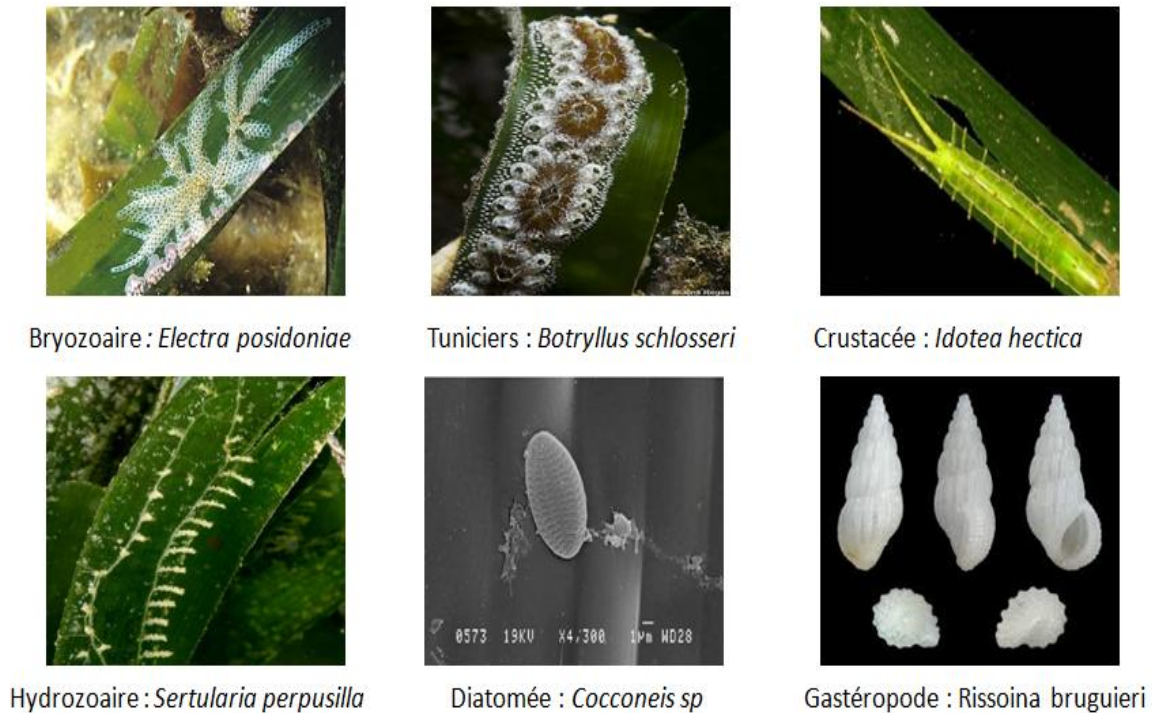 Bryozoaire : Electra posidoniae
Tuniciers : Botryllus schlosseri
Crustacée : Idotea hectica
0573 19KV X4/300 1µm WD28
Hydrozoaire : Sertularia perpusilla
Diatomée : Cocconeis sp
Gastéropode : Rissoina bruguieri